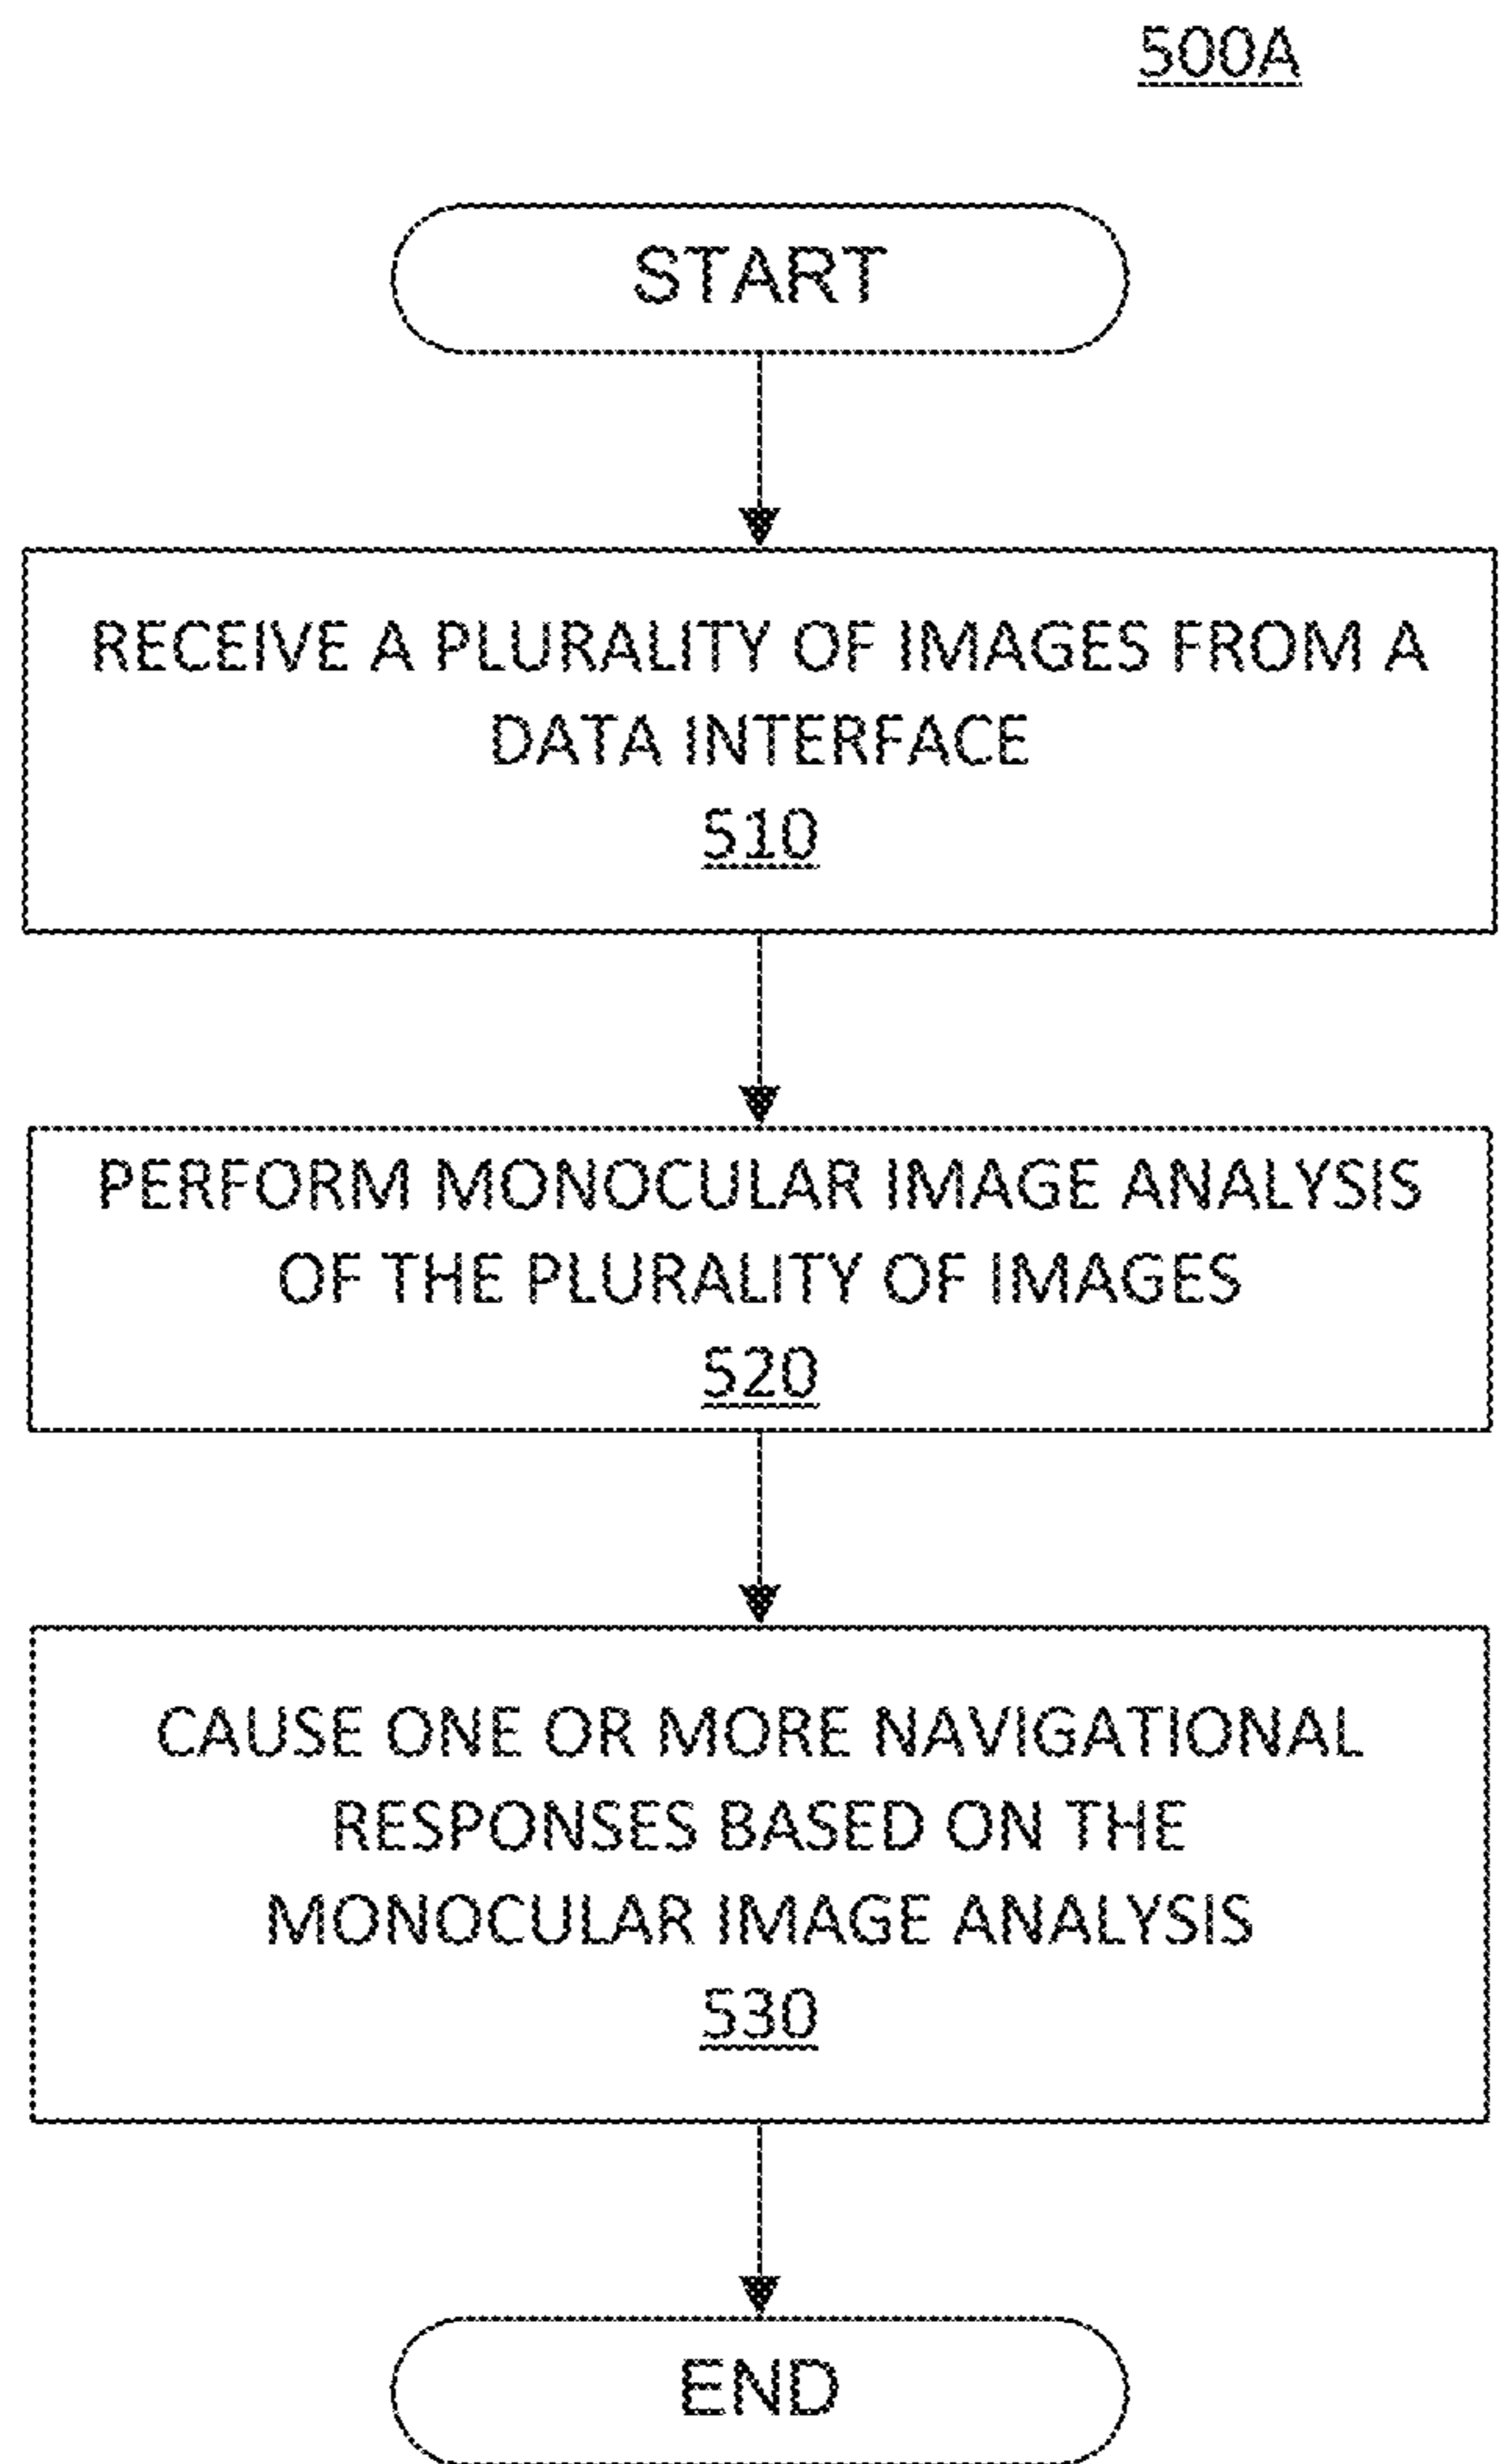 500A
START
RECEIVE A PLURALITY OF IMAGES FROM A
DATA INTERFACE
510
PERFORM MONOCULAR IMAGE ANALYSIS
OF THE PLURALITY OF IMAGES
520
CAUSE ONE OR MORE NAVIGATIONAL
RESPONSES BASED ON THE
MONOCULAR IMAGE ANALYSIS
530
END